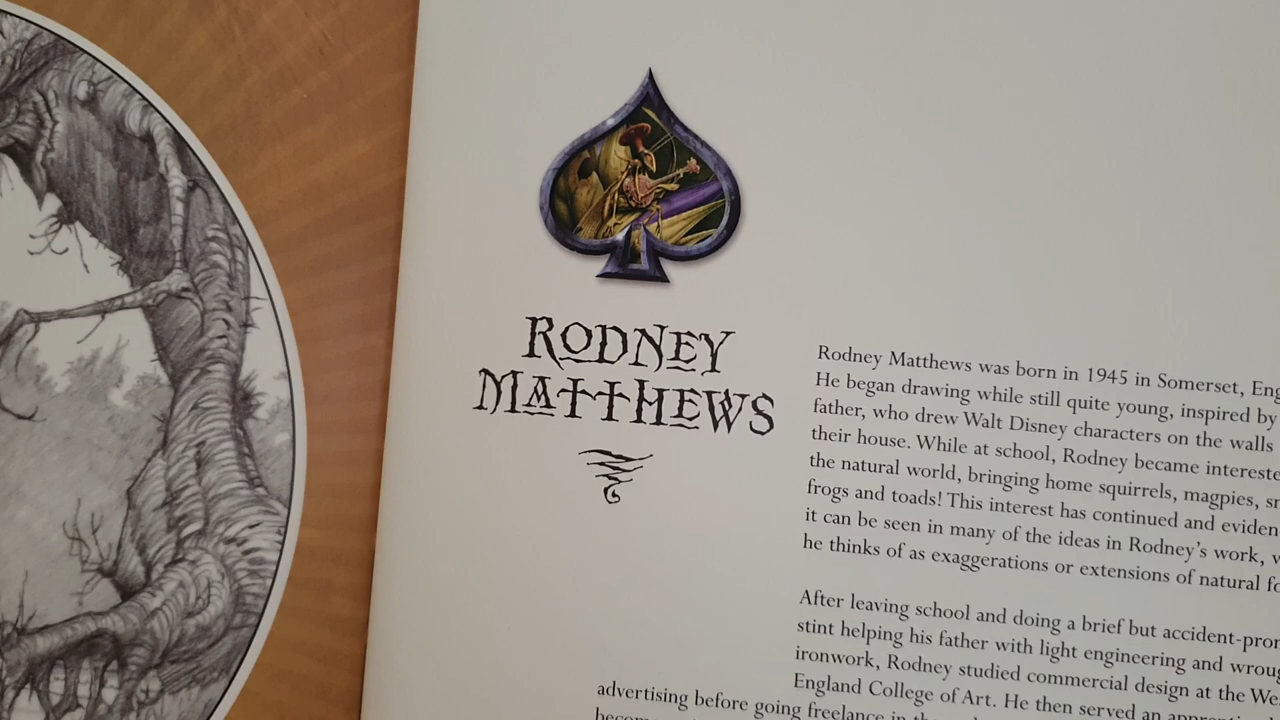 RODNEY
MATTHEWS
Rodney Matthews was born in 1945 in Somerset,
He began drawing while still quite young, inspired by
father, who drew Walt Disney characters on the walls
their house. While at school, Rodney became
the natural world, bringing home squirrels, magpies,
frogs and toads! This interest has continued and
it can be seen in many of the ideas in Rodney's work,
he thinks of as exaggerations or extensions of natural
After leaving school and doing a brief but
stint helping his father with light engineering and
ironwork, Rodney studied commercial design at the
England College of Art. He then served an
advertising before going freelance in